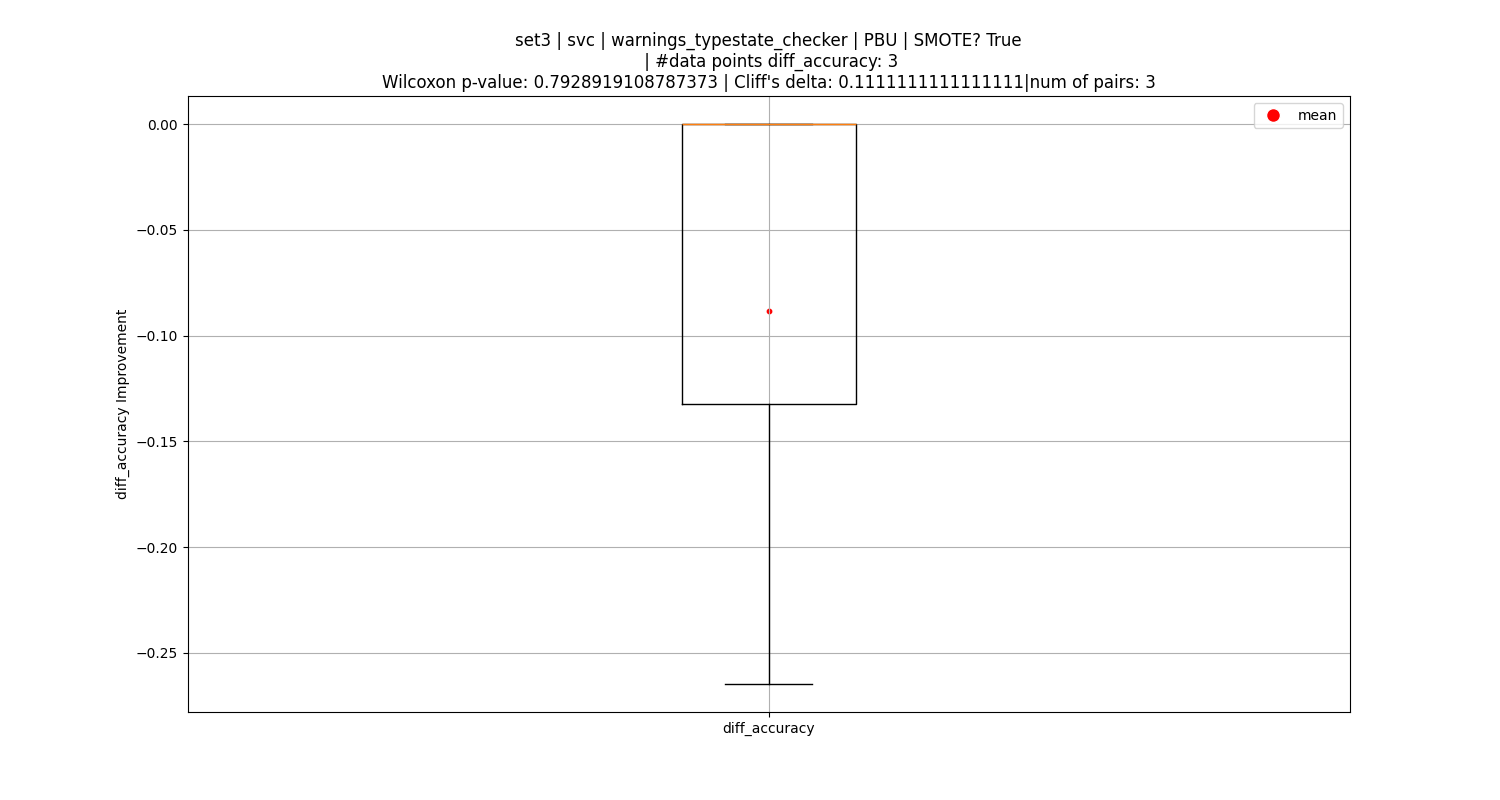 set3 | svc | warnings_typestate_checker | PBU | SMOTE? True
| #data points diff_accuracy: 3
Wilcoxon p-value: 0.7928919108787373 | Cliff's delta: 0.1111111111111111|num of pairs: 3
mean
0.00
−0.05
−0.10
−0.15
−0.20
−0.25
diff_accuracy Improvement
diff_accuracy